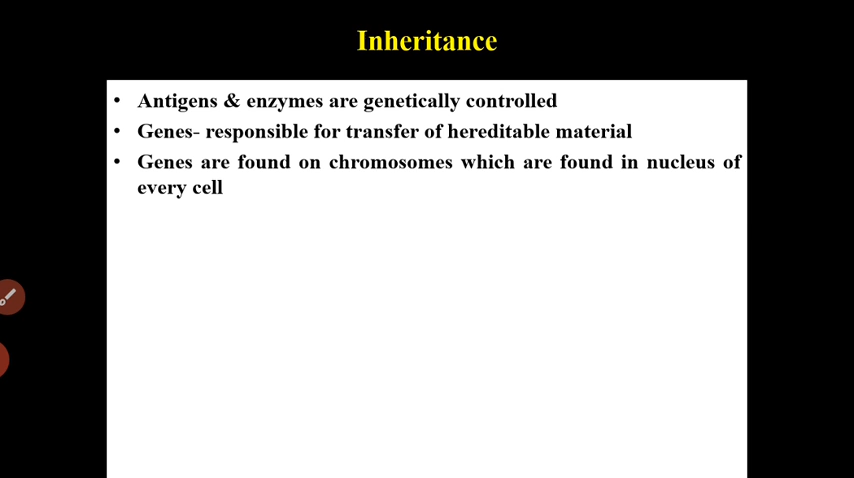 Inheritance
• Antigens & enzymes are genetically controlled
• Genes- responsible for transfer of hereditable material
• Genes are found on chromosomes which are found in nucleus of
every cell